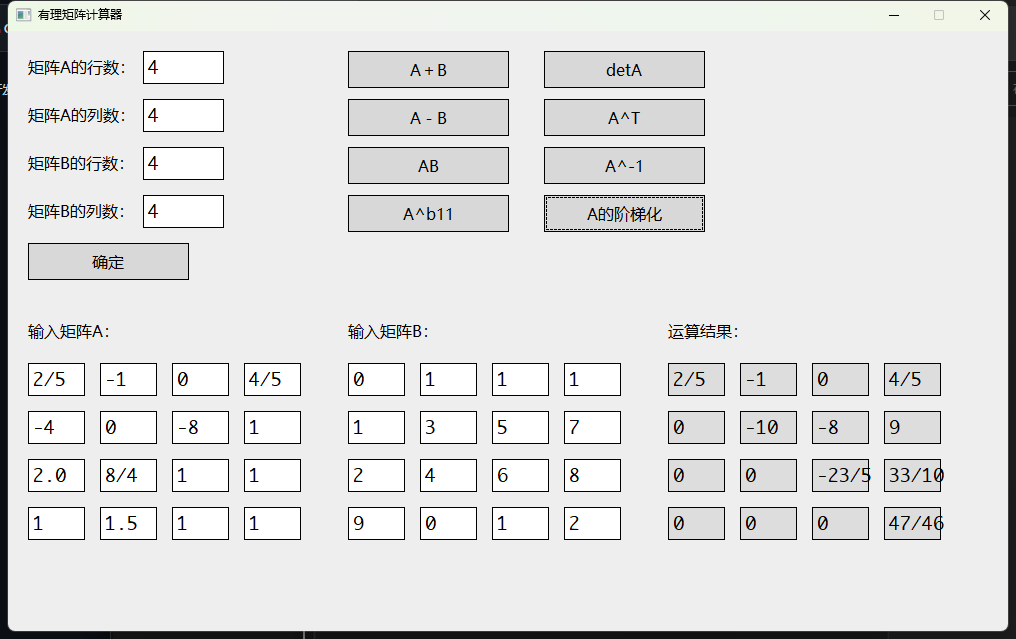 有理矩阵计算器
矩阵A的行数： 4
矩阵A的列数： 4
矩阵B的行数： 4
矩阵B的列数： 4
确定
A + B detA
A - B A^T
AB A^-1
A^b11 A的阶梯化
输入矩阵A：
2/5 -1 0 4/5
-4 0 -8 1
2.0 8/4 1 1
1 1.5 1 1
输入矩阵B：
0 1 1 1
1 3 5 7
2 4 6 8
9 0 1 2
运算结果：
2/5 -1 0 4/5
0 -10 -8 9
0 0 -23/5 33/10
0 0 0 47/46